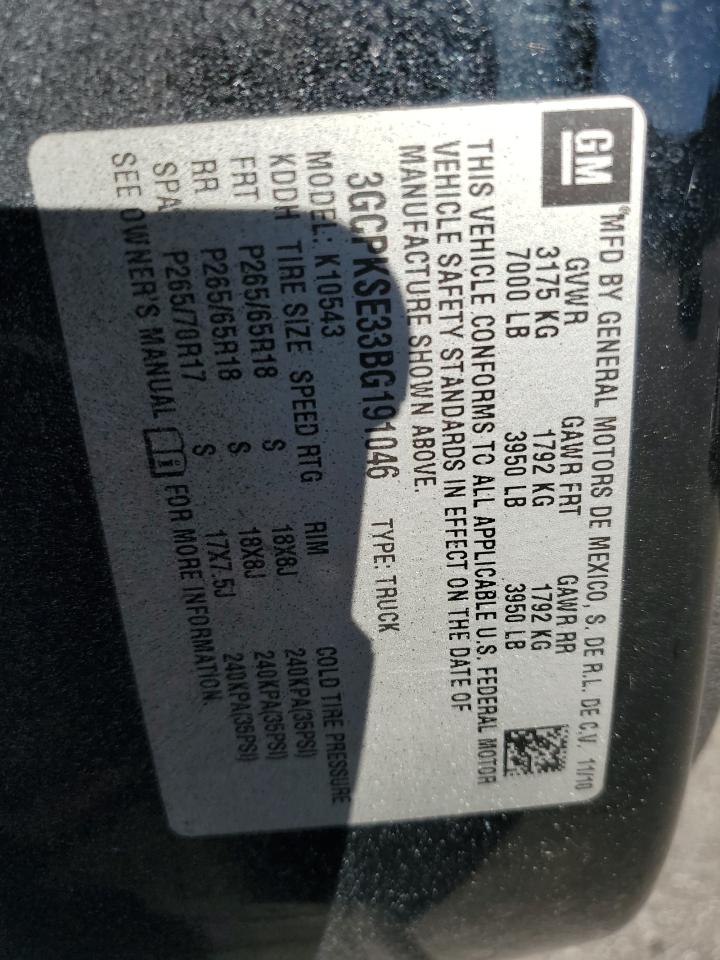 GM
®MFD BY GENERAL MOTORS DE MEXICO, S. DE R.L. DE C.V. 11/10
GVWR GAWR FRT GAWR RR
3175 KG 1792 KG 1792 KG
7000 LB 3950 LB 3950 LB
THIS VEHICLE CONFORMS TO ALL APPLICABLE U.S. FEDERAL MOTOR
VEHICLE SAFETY STANDARDS IN EFFECT ON THE DATE OF
MANUFACTURE SHOWN ABOVE.
3GCPKSE33BG191046 TYPE: TRUCK
MODEL: K10543
KDDH TIRE SIZE SPEED RTG RIM COLD TIRE PRESSURE
FRT P265/65R18 S 18X8J 240KPA(35PSI)
RR P265/65R18 S 18X8J 240KPA(35PSI)
SPA P265/70R17 S 17X7.5J 240KPA(35PSI)
SEE OWNER'S MANUAL FOR MORE INFORMATION.